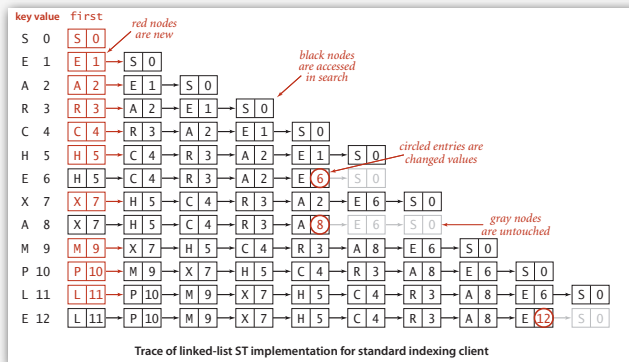 key value first
red nodes
are new
S 0 S 0
E 1 E 1 S 0
black nodes
are accessed
in search
A 2 A 2 E 1 S 0
R 3 R 3 A 2 E 1 S 0
C 4 C 4 R 3 A 2 E 1 S 0
circled entries are
changed values
H 5 H 5 C 4 R 3 A 2 E 1 S 0
E 6 H 5 C 4 R 3 A 2 E 6 S 0
X 7 X 7 H 5 C 4 R 3 A 2 E 6 S 0
gray nodes
are untouched
A 8 X 7 H 5 C 4 R 3 A 8 E 6 S 0
M 9 M 9 X 7 H 5 C 4 R 3 A 8 E 6 S 0
P 10 P 10 M 9 X 7 H 5 C 4 R 3 A 8 E 6 S 0
L 11 L 11 P 10 M 9 X 7 H 5 C 4 R 3 A 8 E 6 S 0
E 12 L 11 P 10 M 9 X 7 H 5 C 4 R 3 A 8 E 12 S 0
Trace of linked-list ST implementation for standard indexing client